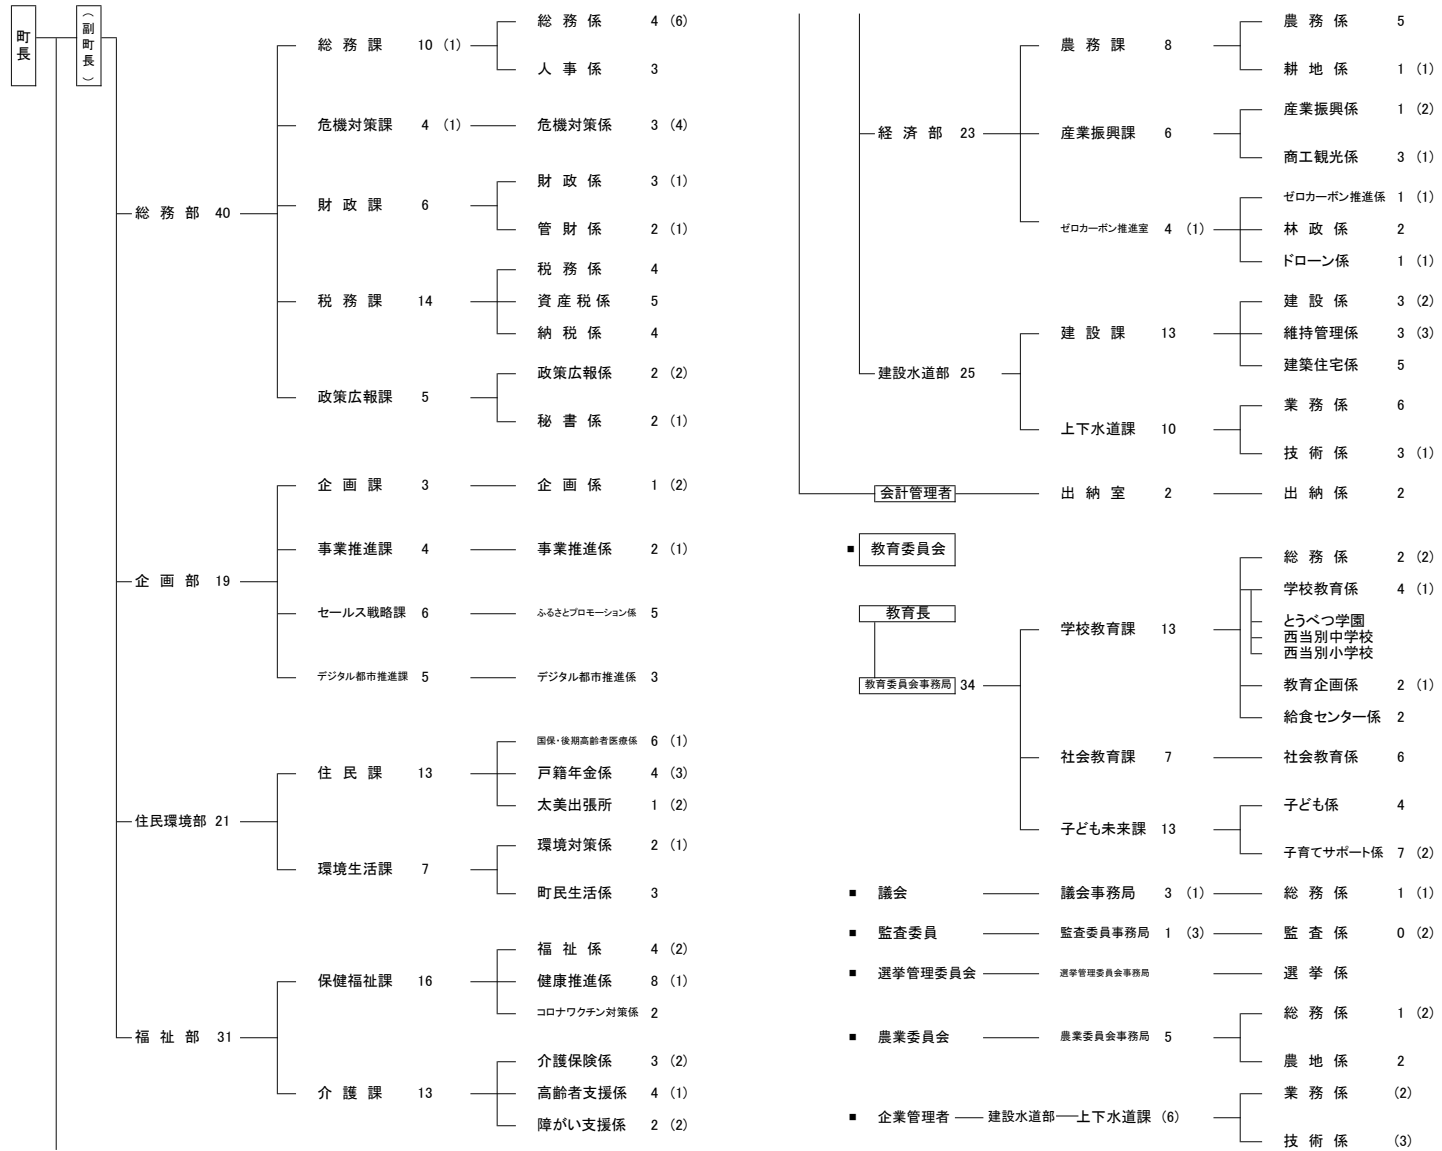 町長
（副町長）
総務部 40
総務課 10 (1)
総務係 4 (6)
人事係 3
危機対策課 4 (1)
危機対策係 3 (4)
財政課 6
財政係 3 (1)
管財係 2 (1)
税務課 14
税務係 4
資産税係 5
納税係 4
政策広報課 5
政策広報係 2 (2)
秘書係 2 (1)
企画部 19
企画課 3
企画係 1 (2)
事業推進課 4
事業推進係 2 (1)
セールス戦略課 6
ふるさとプロモーション係 5
デジタル都市推進課 5
デジタル都市推進係 3
住民環境部 21
住民課 13
国保・後期高齢者医療係 6 (1)
戸籍年金係 4 (3)
太美出張所 1 (2)
環境生活課 7
環境対策係 2 (1)
町民生活係 3
福祉部 31
保健福祉課 16
福祉係 4 (2)
健康推進係 8 (1)
コロナワクチン対策係 2
介護課 13
介護保険係 3 (2)
高齢者支援係 4 (1)
障がい支援係 2 (2)
経済部 23
農務課 8
農務係 5
耕地係 1 (1)
産業振興課 6
産業振興係 1 (2)
商工観光係 3 (1)
ゼロカーボン推進室 4 (1)
ゼロカーボン推進係 1 (1)
林政係 2
ドローン係 1 (1)
建設水道部 25
建設課 13
建設係 3 (2)
維持管理係 3 (3)
建築住宅係 5
上下水道課 10
業務係 6
技術係 3 (1)
会計管理者
出納室 2
出納係 2
■ 教育委員会
教育長
教育委員会事務局 34
学校教育課 13
総務係 2 (2)
学校教育係 4 (1)
とうべつ学園
西当別中学校
西当別小学校
教育企画係 2 (1)
給食センター係 2
社会教育課 7
社会教育係 6
子ども未来課 13
子ども係 4
子育てサポート係 7 (2)
■ 議会
議会事務局 3 (1)
総務係 1 (1)
■ 監査委員
監査委員事務局 1 (3)
監査係 0 (2)
■ 選挙管理委員会
選挙管理委員会事務局
選挙係
■ 農業委員会
農業委員会事務局 5
総務係 1 (2)
農地係 2
■ 企業管理者
建設水道部
上下水道課 (6)
業務係 (2)
技術係 (3)